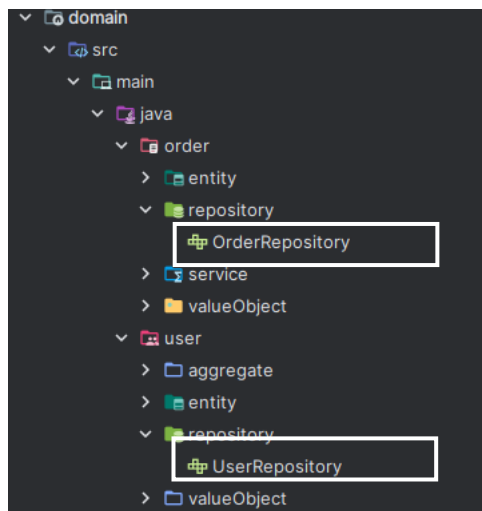 domain
src
main
java
order
entity
repository
OrderRepository
service
valueObject
user
aggregate
entity
repository
UserRepository
valueObject